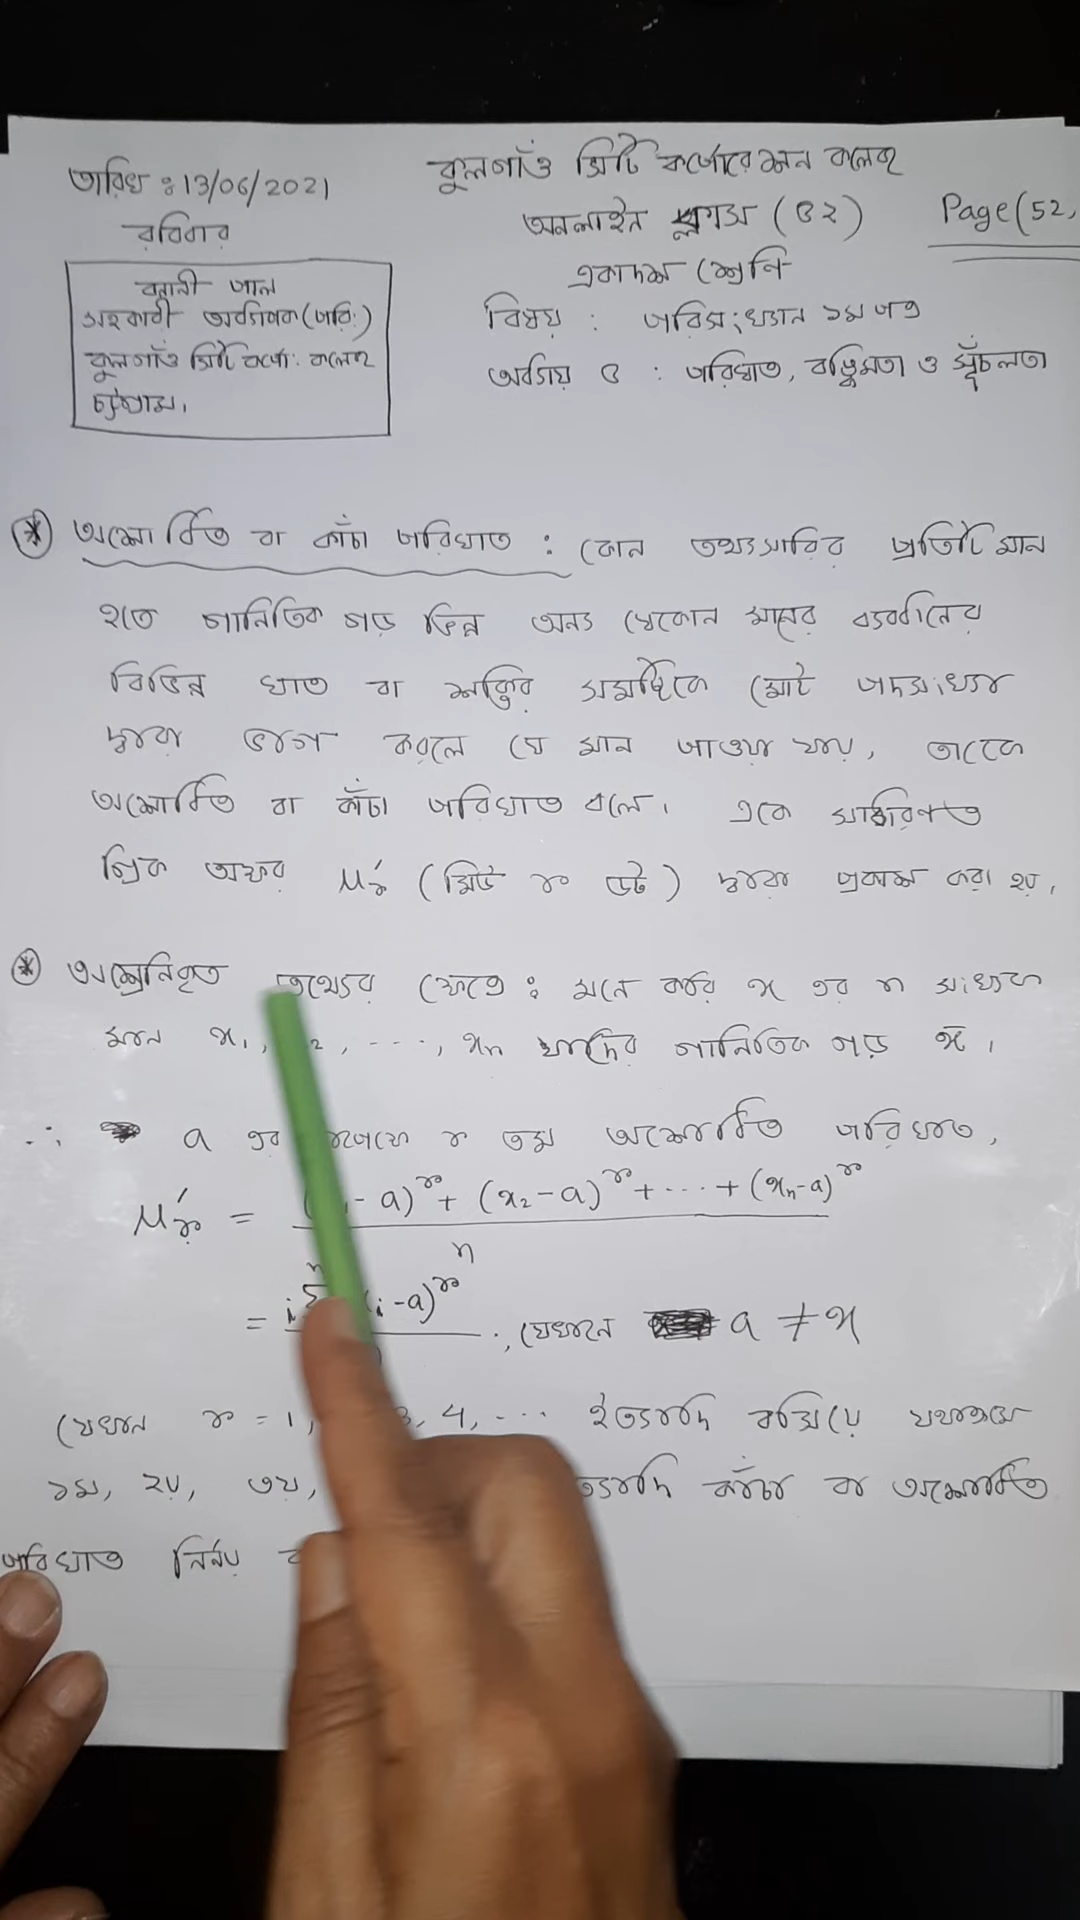 তারিখ : 13/06/2021
রবিবার
কুলগাঁও সিটি কর্পোরেশন কলেজ
অনলাইন ক্লাস (৪২)
Page (52,
একাদশ শ্রেণি
বিষয় : পরিসংখ্যান ১ম পত্র
অধ্যায় ৫ : পরিঘাত, বঙ্কিমতা ও সূঁচলতা
বনানী পাল
সহকারী অধ্যাপক (পরি:)
কুলগাঁও সিটি কর্পো: কলেজ
চট্টগ্রাম।
* অশোধিত বা কাঁচা পরিঘাত : কোন তথ্যসারির প্রতিটি মান
হতে গানিতিক গড় ভিন্ন অন্য যেকোন মানের ব্যবধানের
বিভিন্ন ঘাত বা শক্তির সমষ্টিকে মোট পদসংখ্যা
দ্বারা ভাগ করলে যে মান পাওয়া যায়, তাকে
অশোধিত বা কাঁচা পরিঘাত বলে। একে সাধারণত
গ্রিক অক্ষর μ′r (মিউ r ডট) দ্বারা প্রকাশ করা হয়।
* অশ্রেনিকৃত তথ্যের ক্ষেত্রে : মনে করি x এর n সংখ্যক
মান x₁, ₂, ----, xn যাদের গানিতিক গড় x̄।
∴ a এর r তম অশোধিত পরিঘাত,
μ′r = - a)^r + (x₂ - a)^r + ... + (xn - a)^r / n
= i - a)^r . , যেখানে a ≠ x̄
যেখানে r = 1, 3, 4, ... ইত্যাদি বসিয়ে যথাক্রমে
১ম, ২য়, ৩য়, কাঁচা বা অশোধিত
পরিঘাত নির্নয়